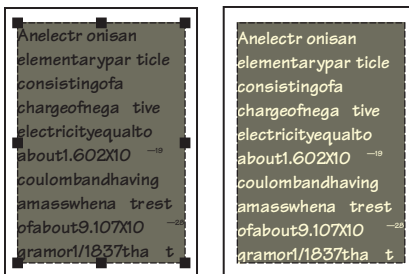 Anelectr onisan
elementarypar ticle
consistingofa
chargeofnega tive
electricityequalto
about1.602X10 —19
coulombandhaving
amasswhena trest
ofabout9.107X10 —28
gramor1/1837tha t
Anelectr onisan
elementarypar ticle
consistingofa
chargeofnega tive
electricityequalto
about1.602X10 —19
coulombandhaving
amasswhena trest
ofabout9.107X10 —28
gramor1/1837tha t